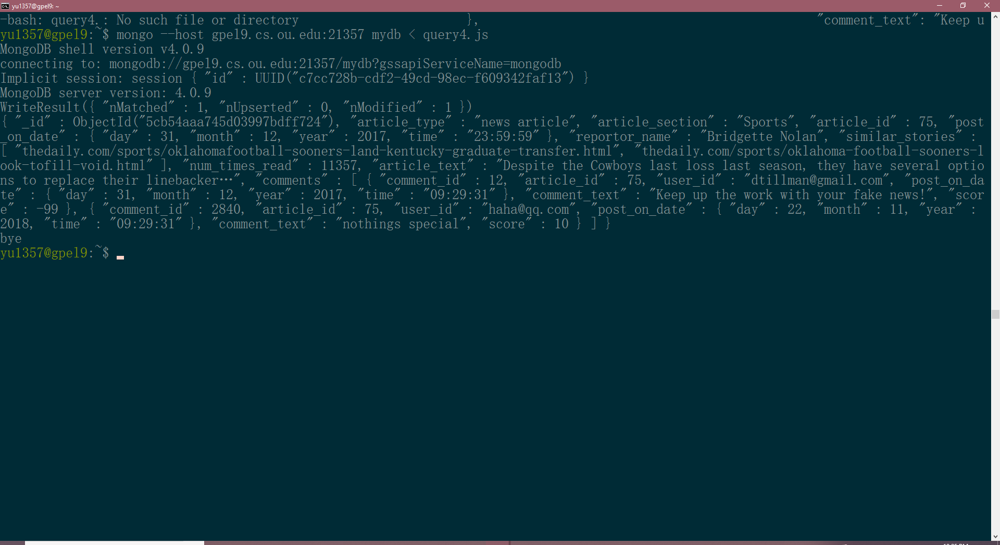 yu1357@gpel9: ~
-bash: query4.: No such file or directory                       },                                               "comment_text": "Keep u
yu1357@gpel9:~$ mongo --host gpel9.cs.ou.edu:21357 mydb < query4.js
MongoDB shell version v4.0.9
connecting to: mongodb://gpel9.cs.ou.edu:21357/mydb?gssapiServiceName=mongodb
Implicit session: session { "id" : UUID("c7cc728b-cdf2-49cd-98ec-f609342faf13") }
MongoDB server version: 4.0.9
WriteResult({ "nMatched" : 1, "nUpserted" : 0, "nModified" : 1 })
{ "_id" : ObjectId("5cb54aaa745d03997bdff724"), "article_type" : "news article", "article_section" : "Sports", "article_id" : 75, "post
_on_date" : { "day" : 31, "month" : 12, "year" : 2017, "time" : "23:59:59" }, "reportor_name" : "Bridgette Nolan", "similar_stories" :
[ "thedaily.com/sports/oklahomafootball-sooners-land-kentucky-graduate-transfer.html", "thedaily.com/sports/oklahoma-football-sooners-l
ook-tofill-void.html" ], "num_times_read" : 11357, "article_text" : "Despite the Cowboys last loss last season, they have several optio
ns to replace their linebacker…", "comments" : [ { "comment_id" : 12, "article_id" : 75, "user_id" : "dtillman@gmail.com", "post_on_da
te" : { "day" : 31, "month" : 12, "year" : 2017, "time" : "09:29:31" }, "comment_text" : "Keep up the work with your fake news!", "scor
e" : -99 }, { "comment_id" : 2840, "article_id" : 75, "user_id" : "haha@qq.com", "post_on_date" : { "day" : 22, "month" : 11, "year" :
2018, "time" : "09:29:31" }, "comment_text" : "nothings special", "score" : 10 } ] }
bye
yu1357@gpel9:~$